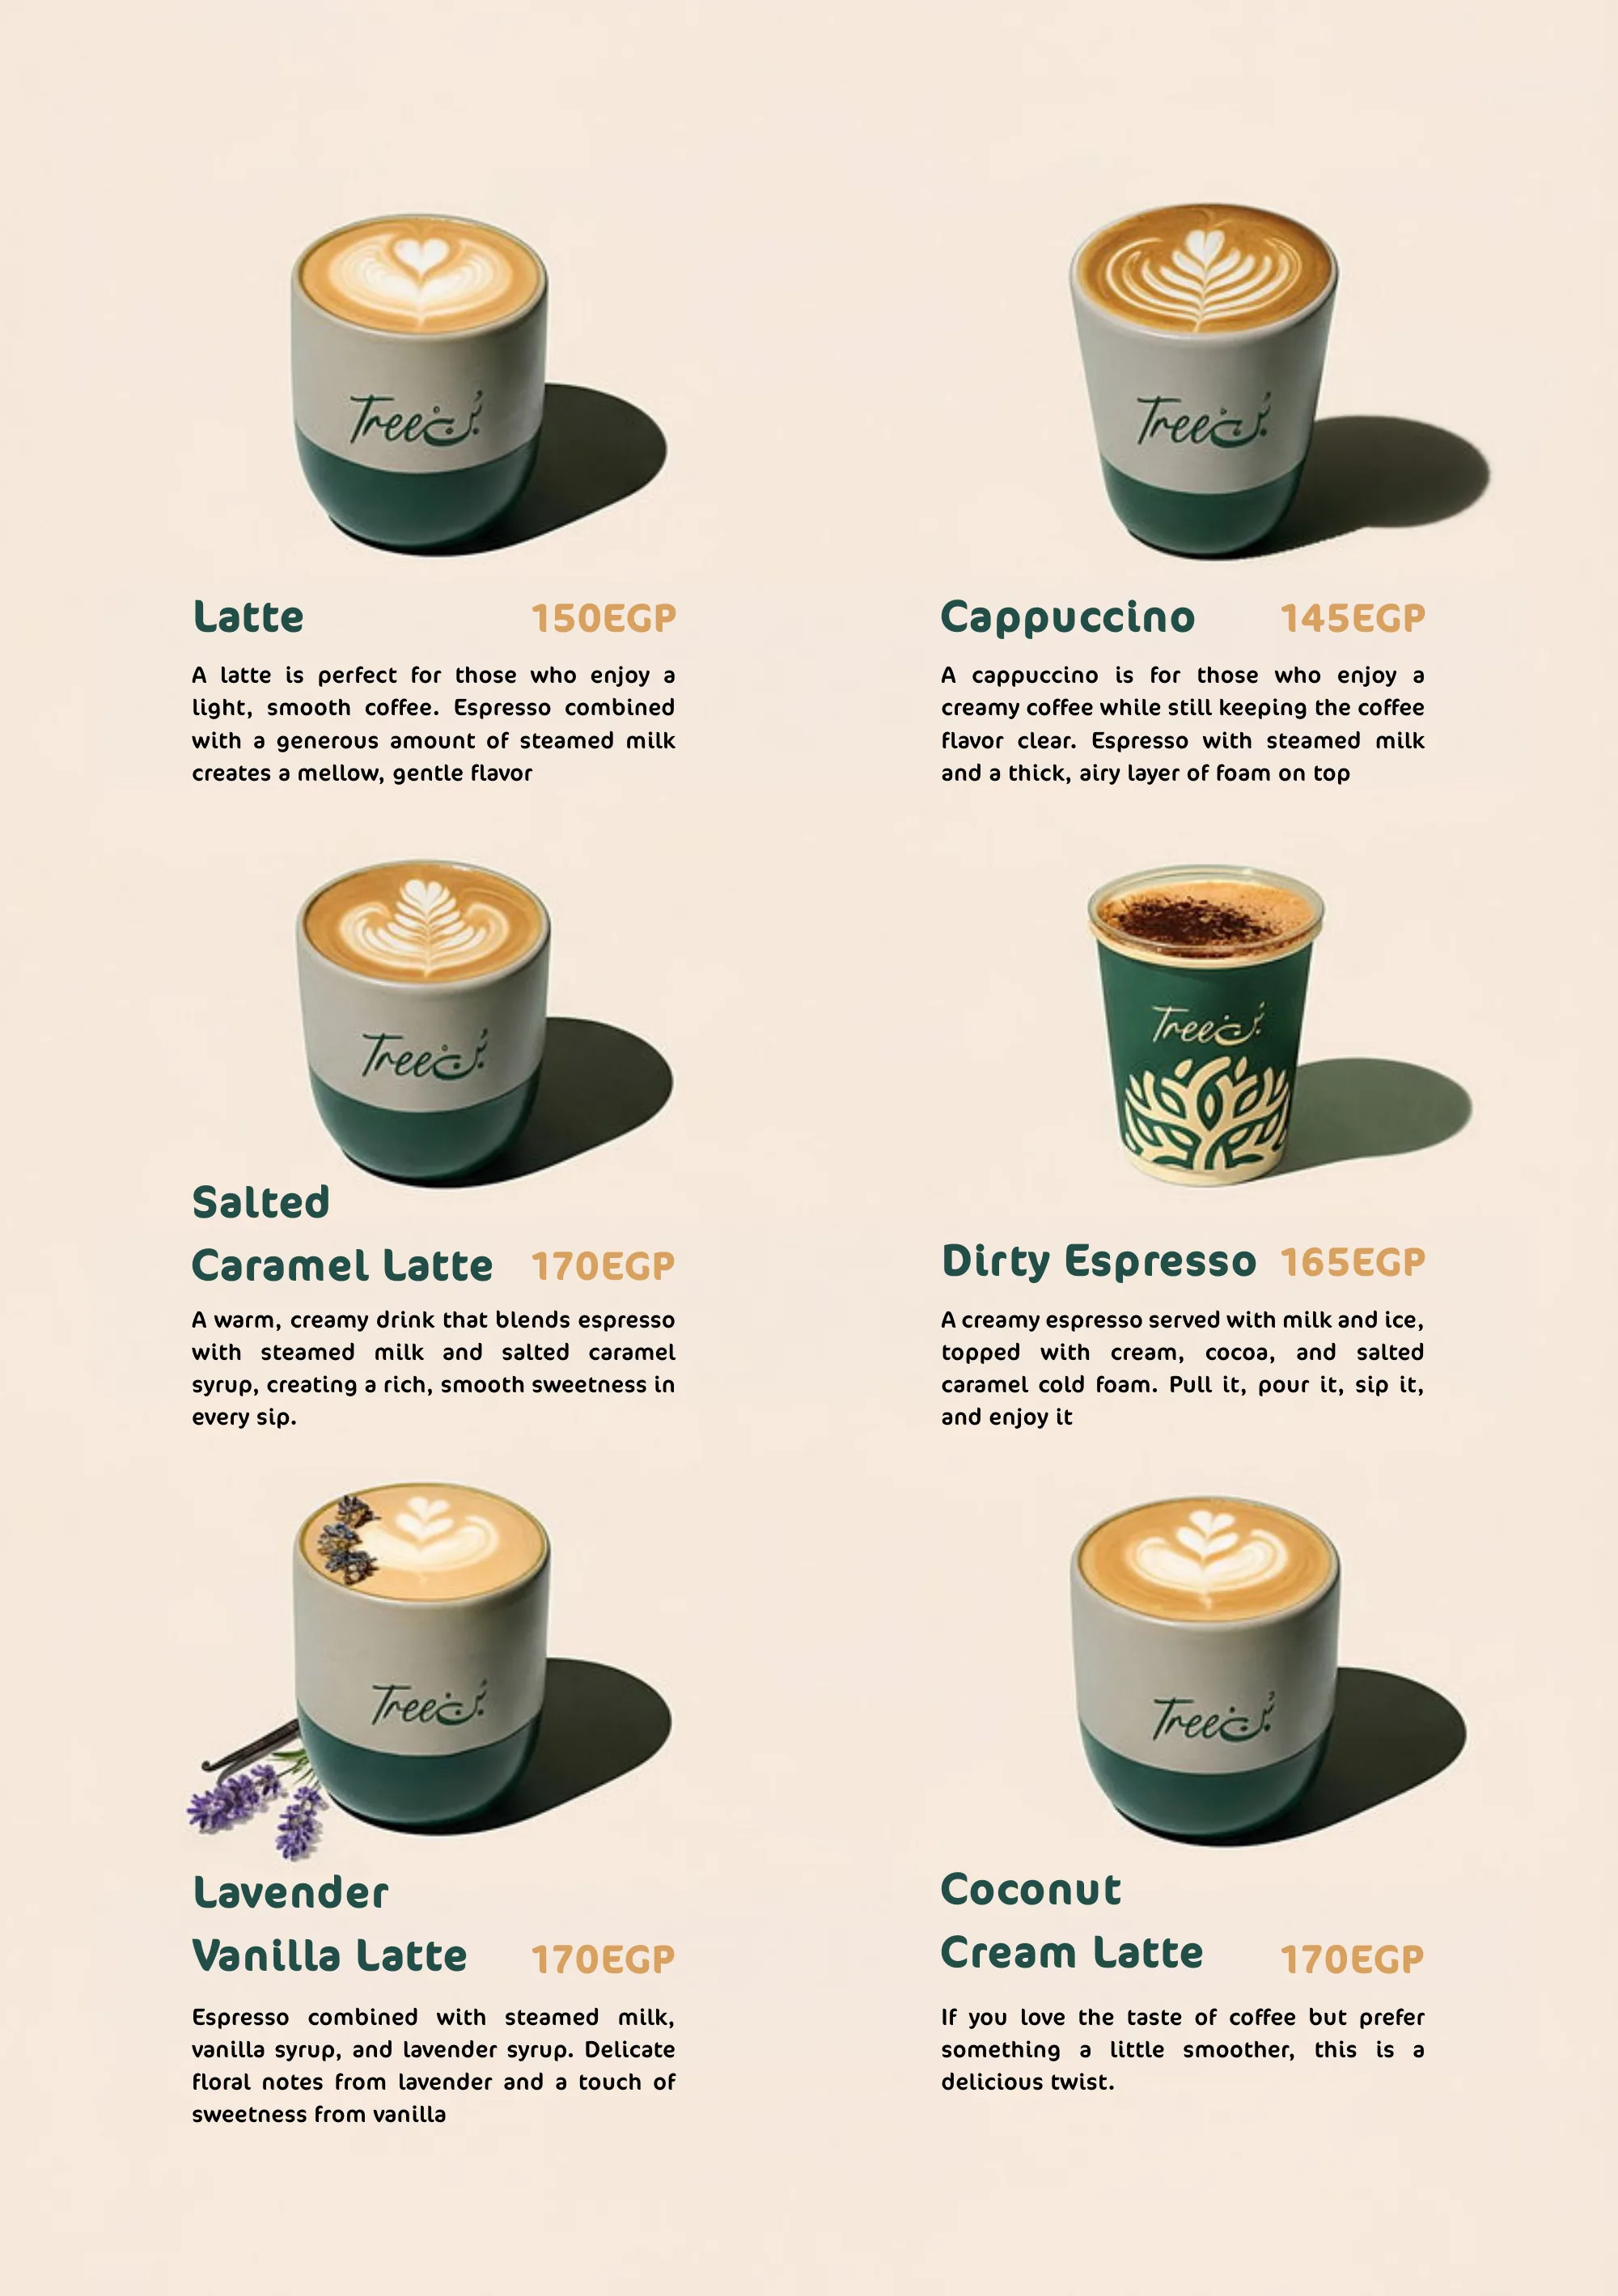 Tree بُن
Tree بُن
Latte 150EGP
A latte is perfect for those who enjoy a
light, smooth coffee. Espresso combined
with a generous amount of steamed milk
creates a mellow, gentle flavor
Cappuccino 145EGP
A cappuccino is for those who enjoy a
creamy coffee while still keeping the coffee
flavor clear. Espresso with steamed milk
and a thick, airy layer of foam on top
Tree بُن
Tree بُن
Salted
Caramel Latte 170EGP
A warm, creamy drink that blends espresso
with steamed milk and salted caramel
syrup, creating a rich, smooth sweetness in
every sip.
Dirty Espresso 165EGP
A creamy espresso served with milk and ice,
topped with cream, cocoa, and salted
caramel cold foam. Pull it, pour it, sip it,
and enjoy it
Tree بُن
Tree بُن
Lavender
Vanilla Latte 170EGP
Espresso combined with steamed milk,
vanilla syrup, and lavender syrup. Delicate
floral notes from lavender and a touch of
sweetness from vanilla
Coconut
Cream Latte 170EGP
If you love the taste of coffee but prefer
something a little smoother, this is a
delicious twist.